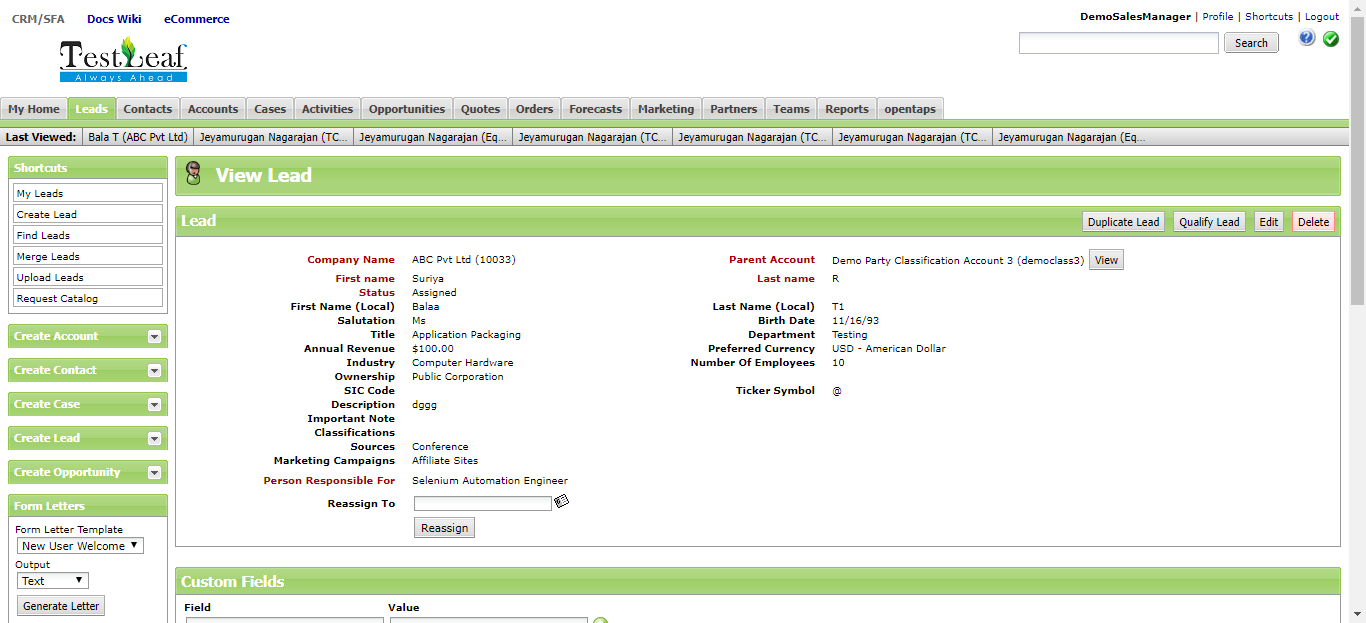 CRM/SFA Docs Wiki eCommerce
DemoSalesManager | Profile | Shortcuts | Logout
TestLeaf
Always Ahead
Search
My Home Leads Contacts Accounts Cases Activities Opportunities Quotes Orders Forecasts Marketing Partners Teams Reports opentaps
Last Viewed: Bala T (ABC Pvt Ltd) Jeyamurugan Nagarajan (TC... Jeyamurugan Nagarajan (Eq... Jeyamurugan Nagarajan (TC... Jeyamurugan Nagarajan (TC... Jeyamurugan Nagarajan (TC... Jeyamurugan Nagarajan (Eq...
Shortcuts
My Leads
Create Lead
Find Leads
Merge Leads
Upload Leads
Request Catalog
Create Account
Create Contact
Create Case
Create Lead
Create Opportunity
Form Letters
Form Letter Template
New User Welcome
Output
Text
Generate Letter
View Lead
Lead Duplicate Lead Qualify Lead Edit Delete
Company Name ABC Pvt Ltd (10033) Parent Account Demo Party Classification Account 3 (democlass3) View
First name Suriya Last name R
Status Assigned
First Name (Local) Balaa Last Name (Local) T1
Salutation Ms Birth Date 11/16/93
Title Application Packaging Department Testing
Annual Revenue $100.00 Preferred Currency USD - American Dollar
Industry Computer Hardware Number Of Employees 10
Ownership Public Corporation
SIC Code Ticker Symbol @
Description dggg
Important Note
Classifications
Sources Conference
Marketing Campaigns Affiliate Sites
Person Responsible For Selenium Automation Engineer
Reassign To
Reassign
Custom Fields
Field Value